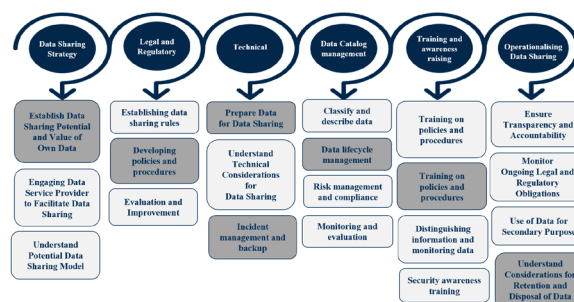 Data Sharing
Strategy
Legal and
Regulatory
Technical
Data Catalog
management
Training and
awareness
raising
Operationalising
Data Sharing
Establish Data
Sharing Potential
and Value of
Own Data
Engaging Data
Service Provider
to Facilitate Data
Sharing
Understand
Potential Data
Sharing Model
Establishing data
sharing rules
Developing
policies and
procedures
Evaluation and
Improvement
Prepare Data
for Data Sharing
Understand
Technical
Considerations
for
Data Sharing
Incident
management and
backup
Classify and
describe data
Data lifecycle
management
Risk management
and compliance
Monitoring and
evaluation
Training on
policies and
procedures
Training on
policies and
procedures
Distinguishing
information and
monitoring data
Security awareness
training
Ensure
Transparency and
Accountability
Monitor
Ongoing Legal and
Regulatory
Obligations
Use of Data for
Secondary Purpose
Understand
Considerations for
Retention and
Disposal of Data